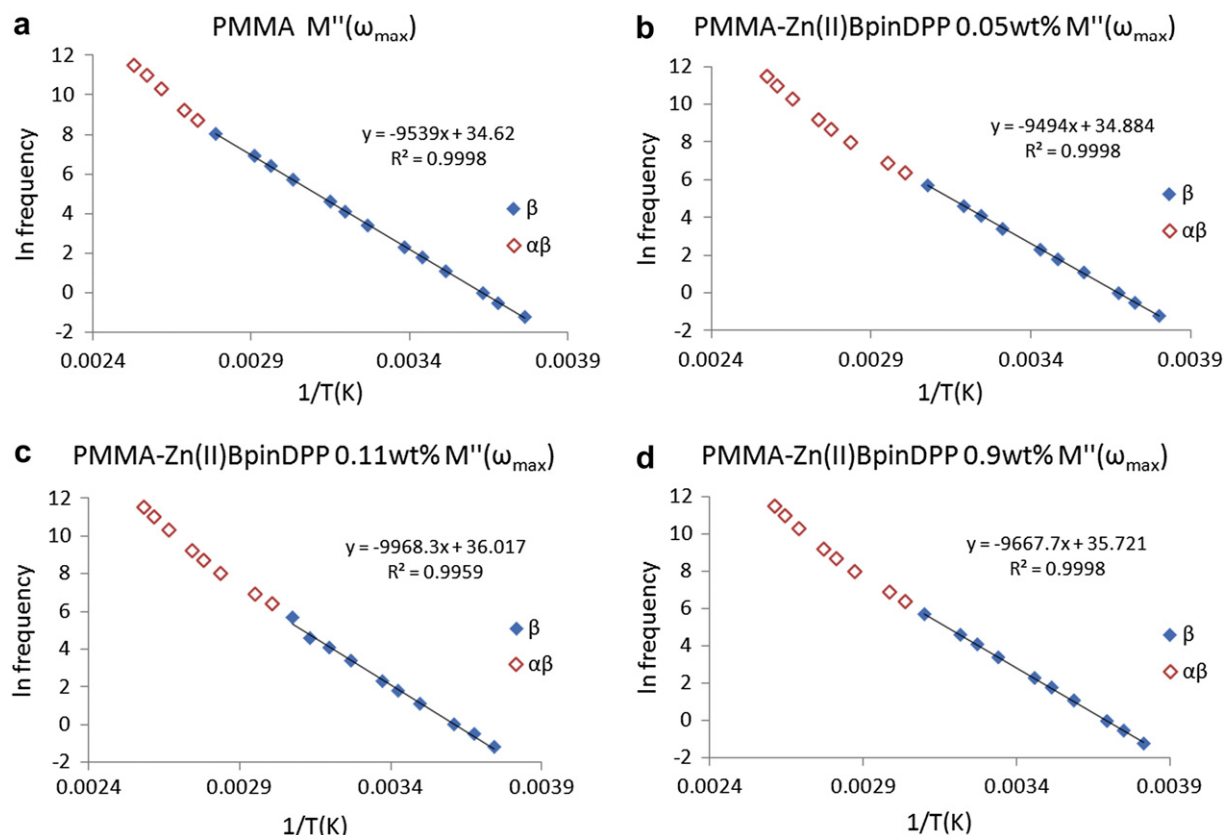 a
PMMA M''(ωmax)
12
10
8
6
4
2
0
-2
0.0024
0.0029
0.0034
0.0039
ln frequency
1/T(K)
y = -9539x + 34.62
R² = 0.9998
β
αβ
b
PMMA-Zn(II)BpinDPP 0.05wt% M''(ωmax)
12
10
8
6
4
2
0
-2
0.0024
0.0029
0.0034
0.0039
ln frequency
1/T(K)
y = -9494x + 34.884
R² = 0.9998
β
αβ
c
PMMA-Zn(II)BpinDPP 0.11wt% M''(ωmax)
12
10
8
6
4
2
0
-2
0.0024
0.0029
0.0034
0.0039
ln frequency
1/T(K)
y = -9968.3x + 36.017
R² = 0.9959
β
αβ
d
PMMA-Zn(II)BpinDPP 0.9wt% M''(ωmax)
12
10
8
6
4
2
0
-2
0.0024
0.0029
0.0034
0.0039
ln frequency
1/T(K)
y = -9667.7x + 35.721
R² = 0.9998
β
αβ